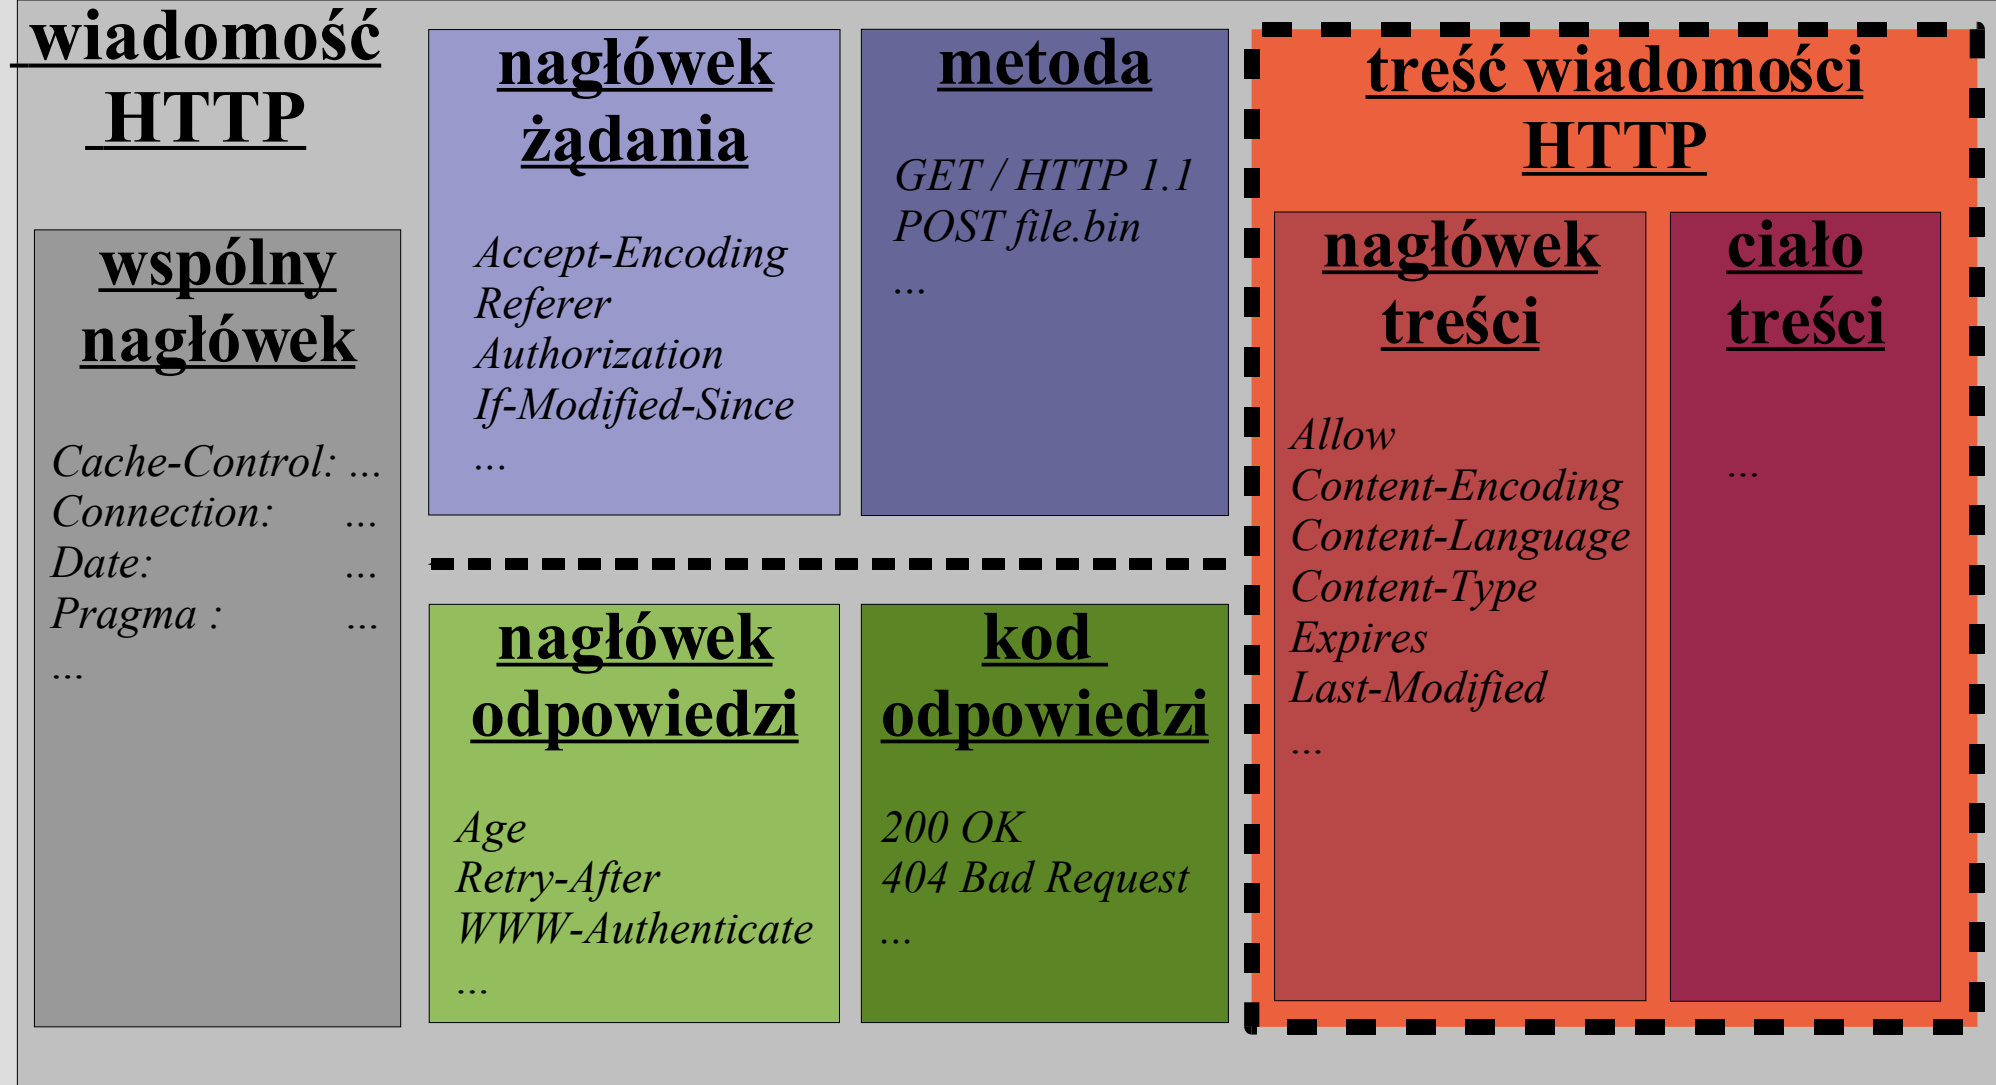 wiadomość
HTTP
wspólny
nagłówek
Cache-Control: ...
Connection: ...
Date: ...
Pragma : ...
...
nagłówek
żądania
Accept-Encoding
Referer
Authorization
If-Modified-Since
...
metoda
GET / HTTP 1.1
POST file.bin
...
nagłówek
odpowiedzi
Age
Retry-After
WWW-Authenticate
...
kod
odpowiedzi
200 OK
404 Bad Request
...
treść wiadomości
HTTP
nagłówek
treści
Allow
Content-Encoding
Content-Language
Content-Type
Expires
Last-Modified
...
ciało
treści
...